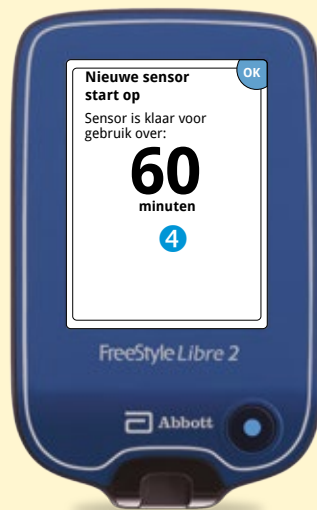 OK
Nieuwe sensor
start op
Sensor is klaar voor
gebruik over:
60
minuten
4
FreeStyle Libre 2
Abbott